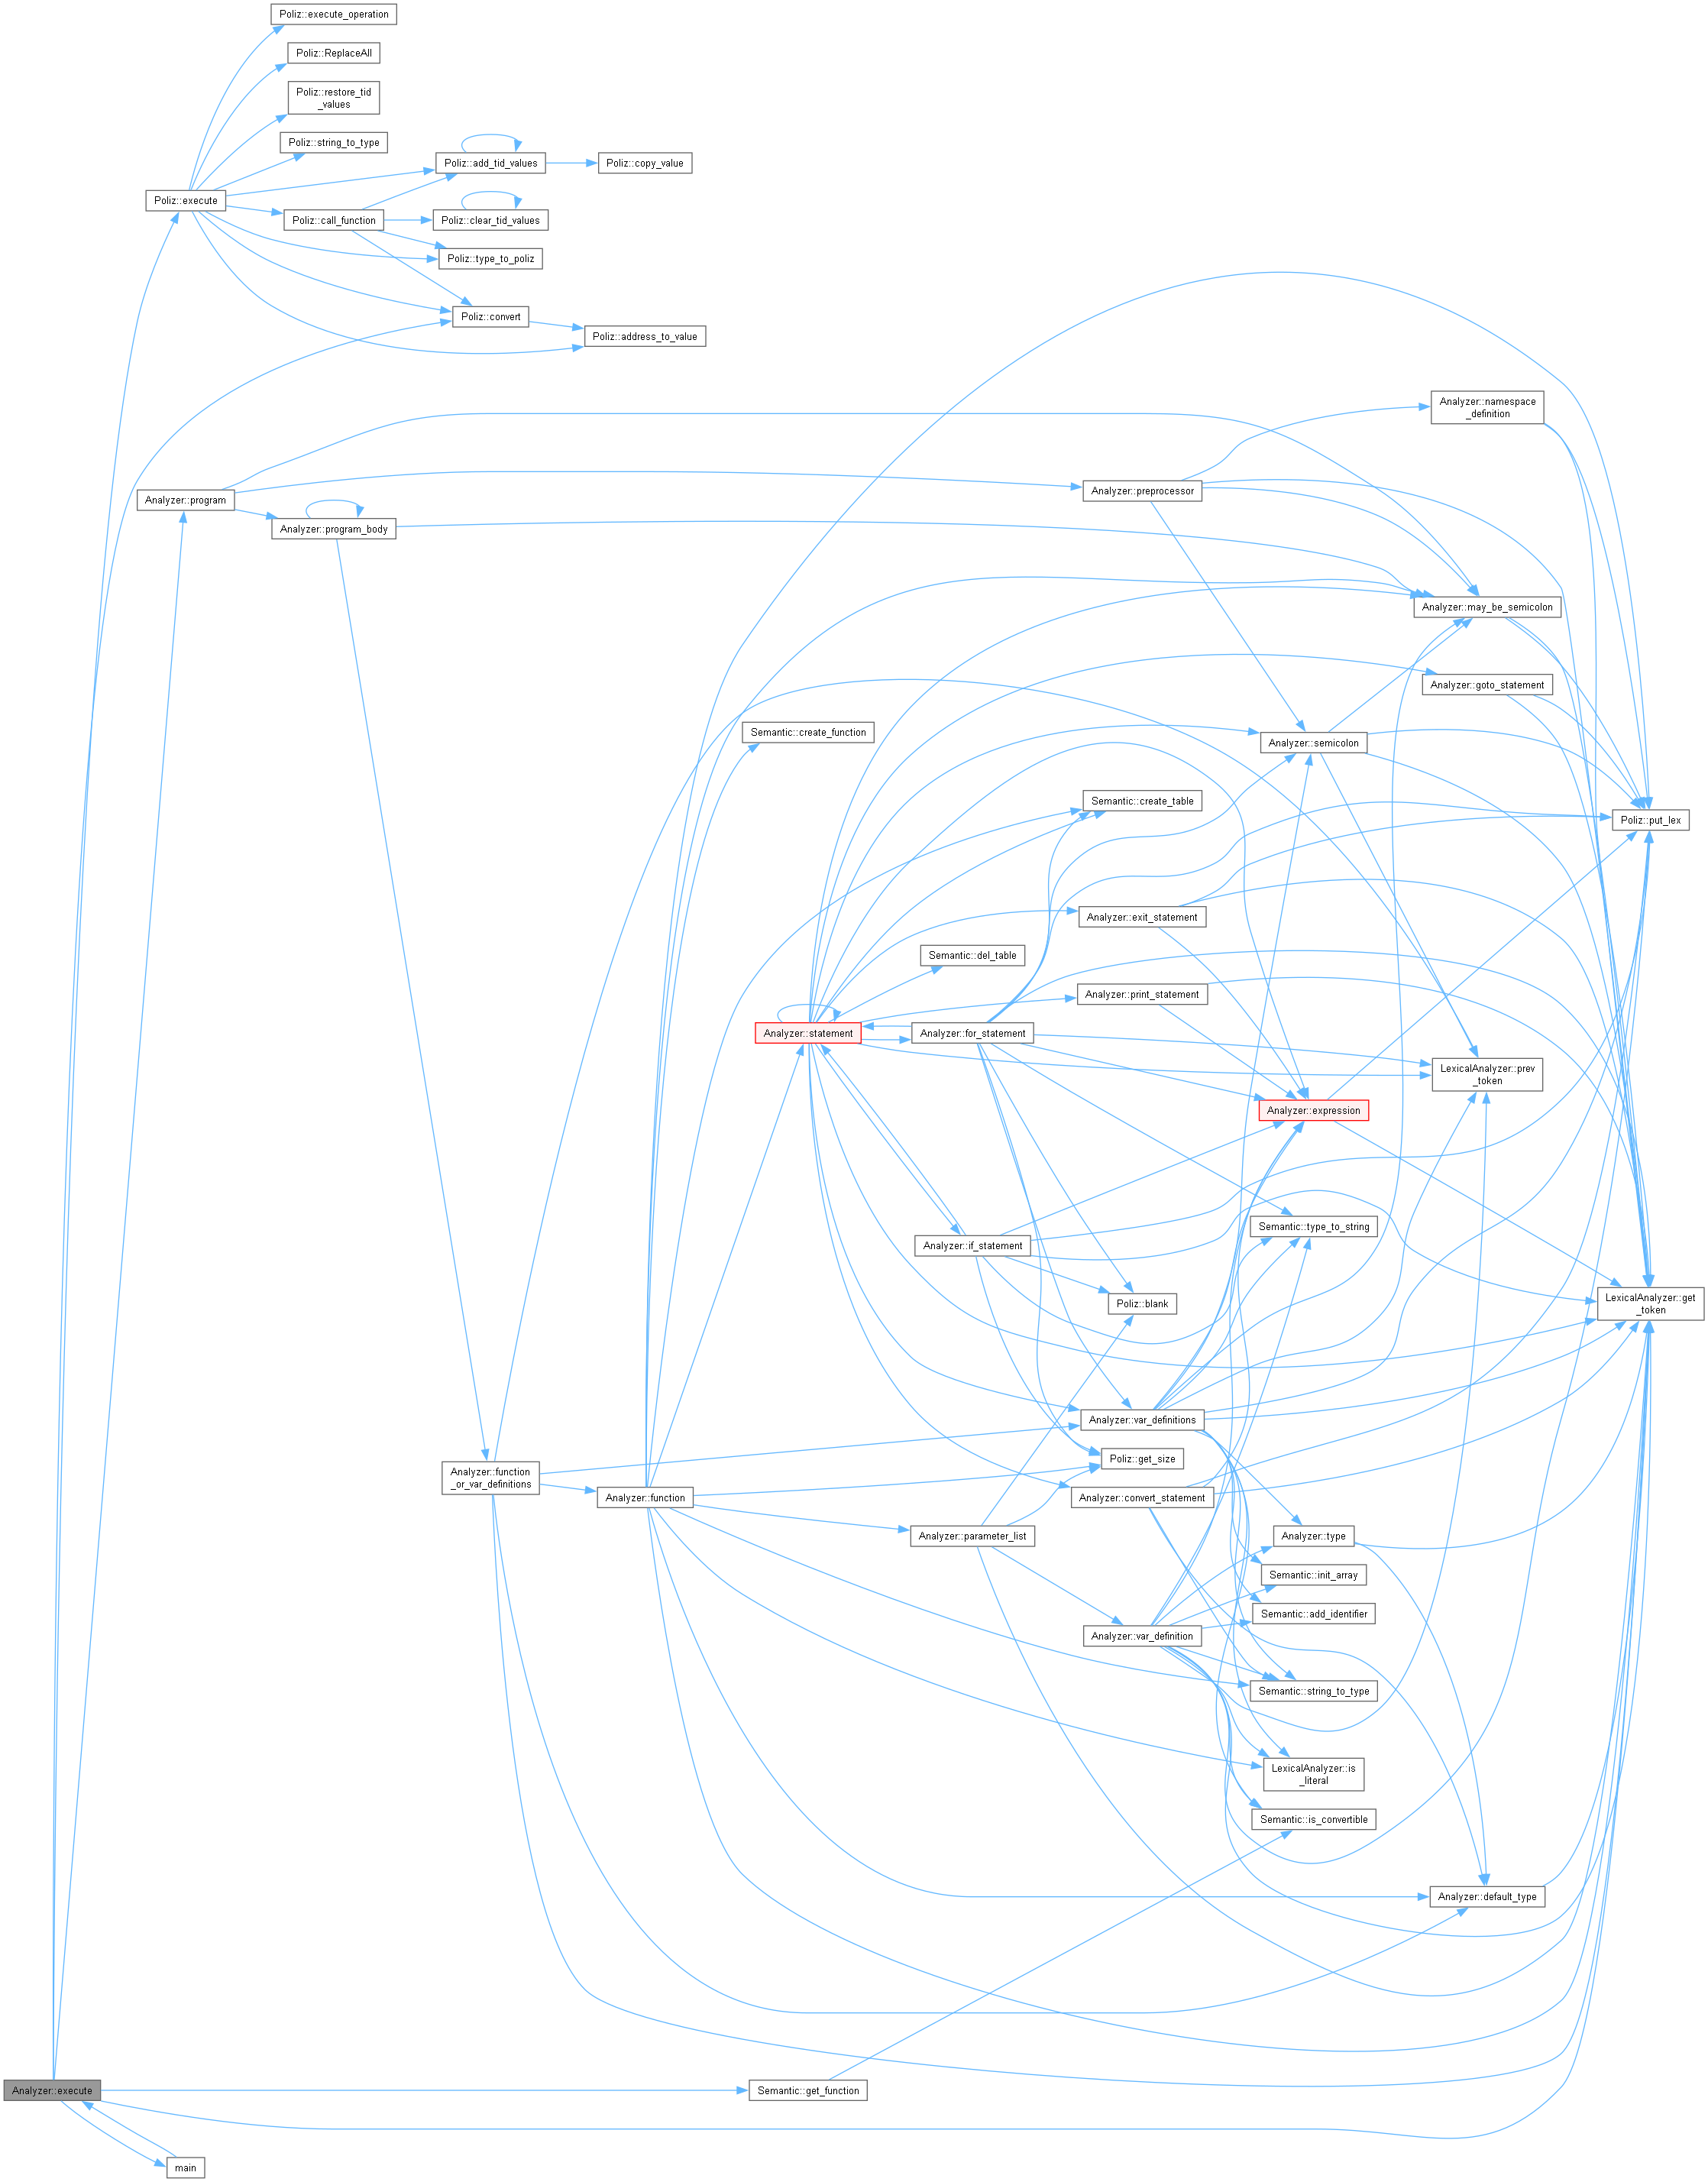 Poliz::execute_operation
Poliz::ReplaceAll
Poliz::restore_tid
_values
Poliz::string_to_type
Poliz::add_tid_values
Poliz::copy_value
Poliz::execute
Poliz::call_function
Poliz::clear_tid_values
Poliz::type_to_poliz
Poliz::convert
Poliz::address_to_value
Analyzer::namespace
_definition
Analyzer::program
Analyzer::preprocessor
Analyzer::program_body
Analyzer::may_be_semicolon
Analyzer::goto_statement
Semantic::create_function
Analyzer::semicolon
Semantic::create_table
Poliz::put_lex
Analyzer::exit_statement
Semantic::del_table
Analyzer::print_statement
Analyzer::statement
Analyzer::for_statement
LexicalAnalyzer::prev
_token
Analyzer::expression
Semantic::type_to_string
Analyzer::if_statement
Poliz::blank
LexicalAnalyzer::get
_token
Analyzer::var_definitions
Poliz::get_size
Analyzer::function
_or_var_definitions
Analyzer::function
Analyzer::convert_statement
Analyzer::parameter_list
Analyzer::type
Semantic::init_array
Semantic::add_identifier
Analyzer::var_definition
Semantic::string_to_type
LexicalAnalyzer::is
_literal
Semantic::is_convertible
Analyzer::default_type
Analyzer::execute
Semantic::get_function
main